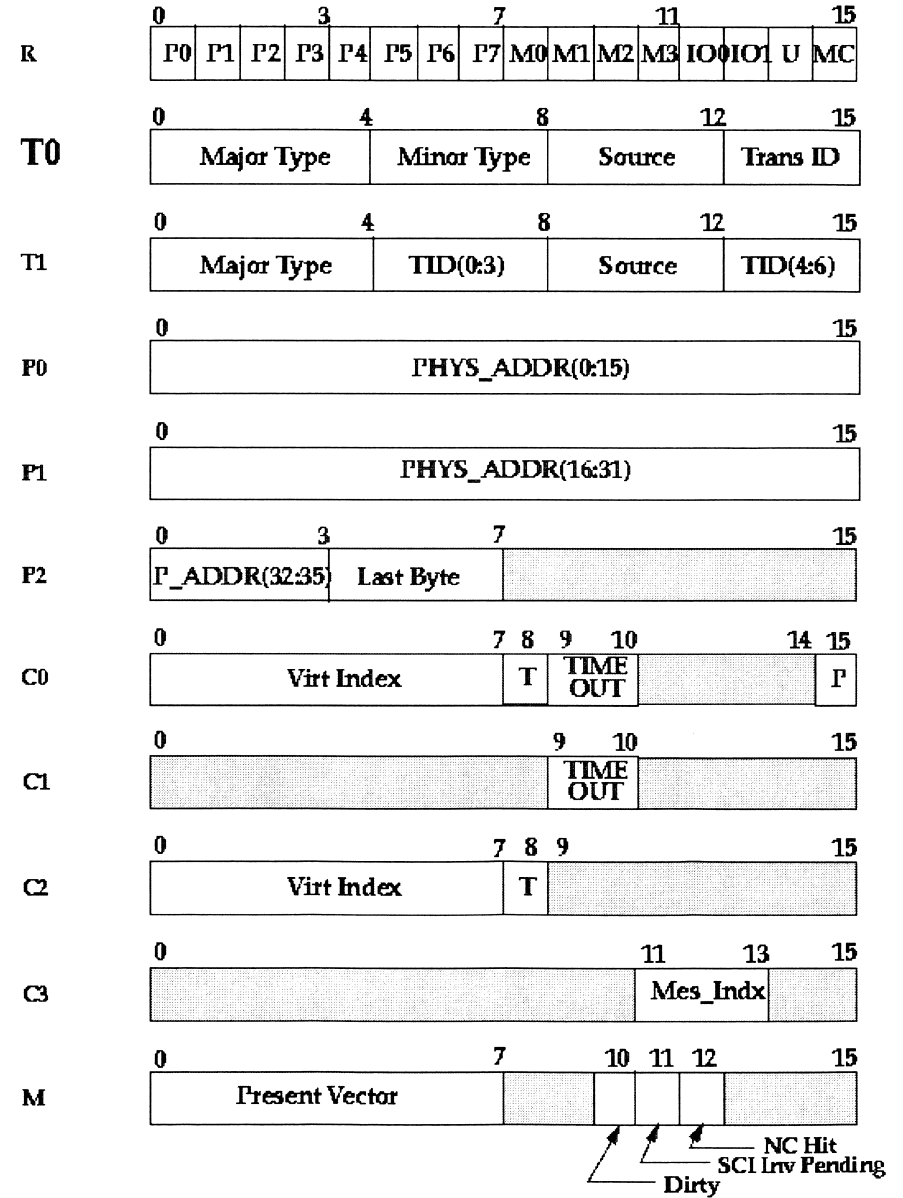 0 3 7 11 15
R P0 P1 P2 P3 P4 P5 P6 P7 M0 M1 M2 M3 IO0 IO1 U MC
0 4 8 12 15
T0 Major Type Minor Type Source Trans ID
0 4 8 12 15
T1 Major Type TID(0:3) Source TID(4:6)
0 15
P0 PHYS_ADDR(0:15)
0 15
P1 PHYS_ADDR(16:31)
0 3 7 15
P2 P_ADDR(32:35) Last Byte
0 7 8 9 10 14 15
C0 Virt Index T TIME OUT P
0 9 10 15
C1 TIME OUT
0 7 8 9 15
C2 Virt Index T
0 11 13 15
C3 Mes_Indx
0 7 10 11 12 15
M Present Vector
NC Hit
SCI Inv Pending
Dirty